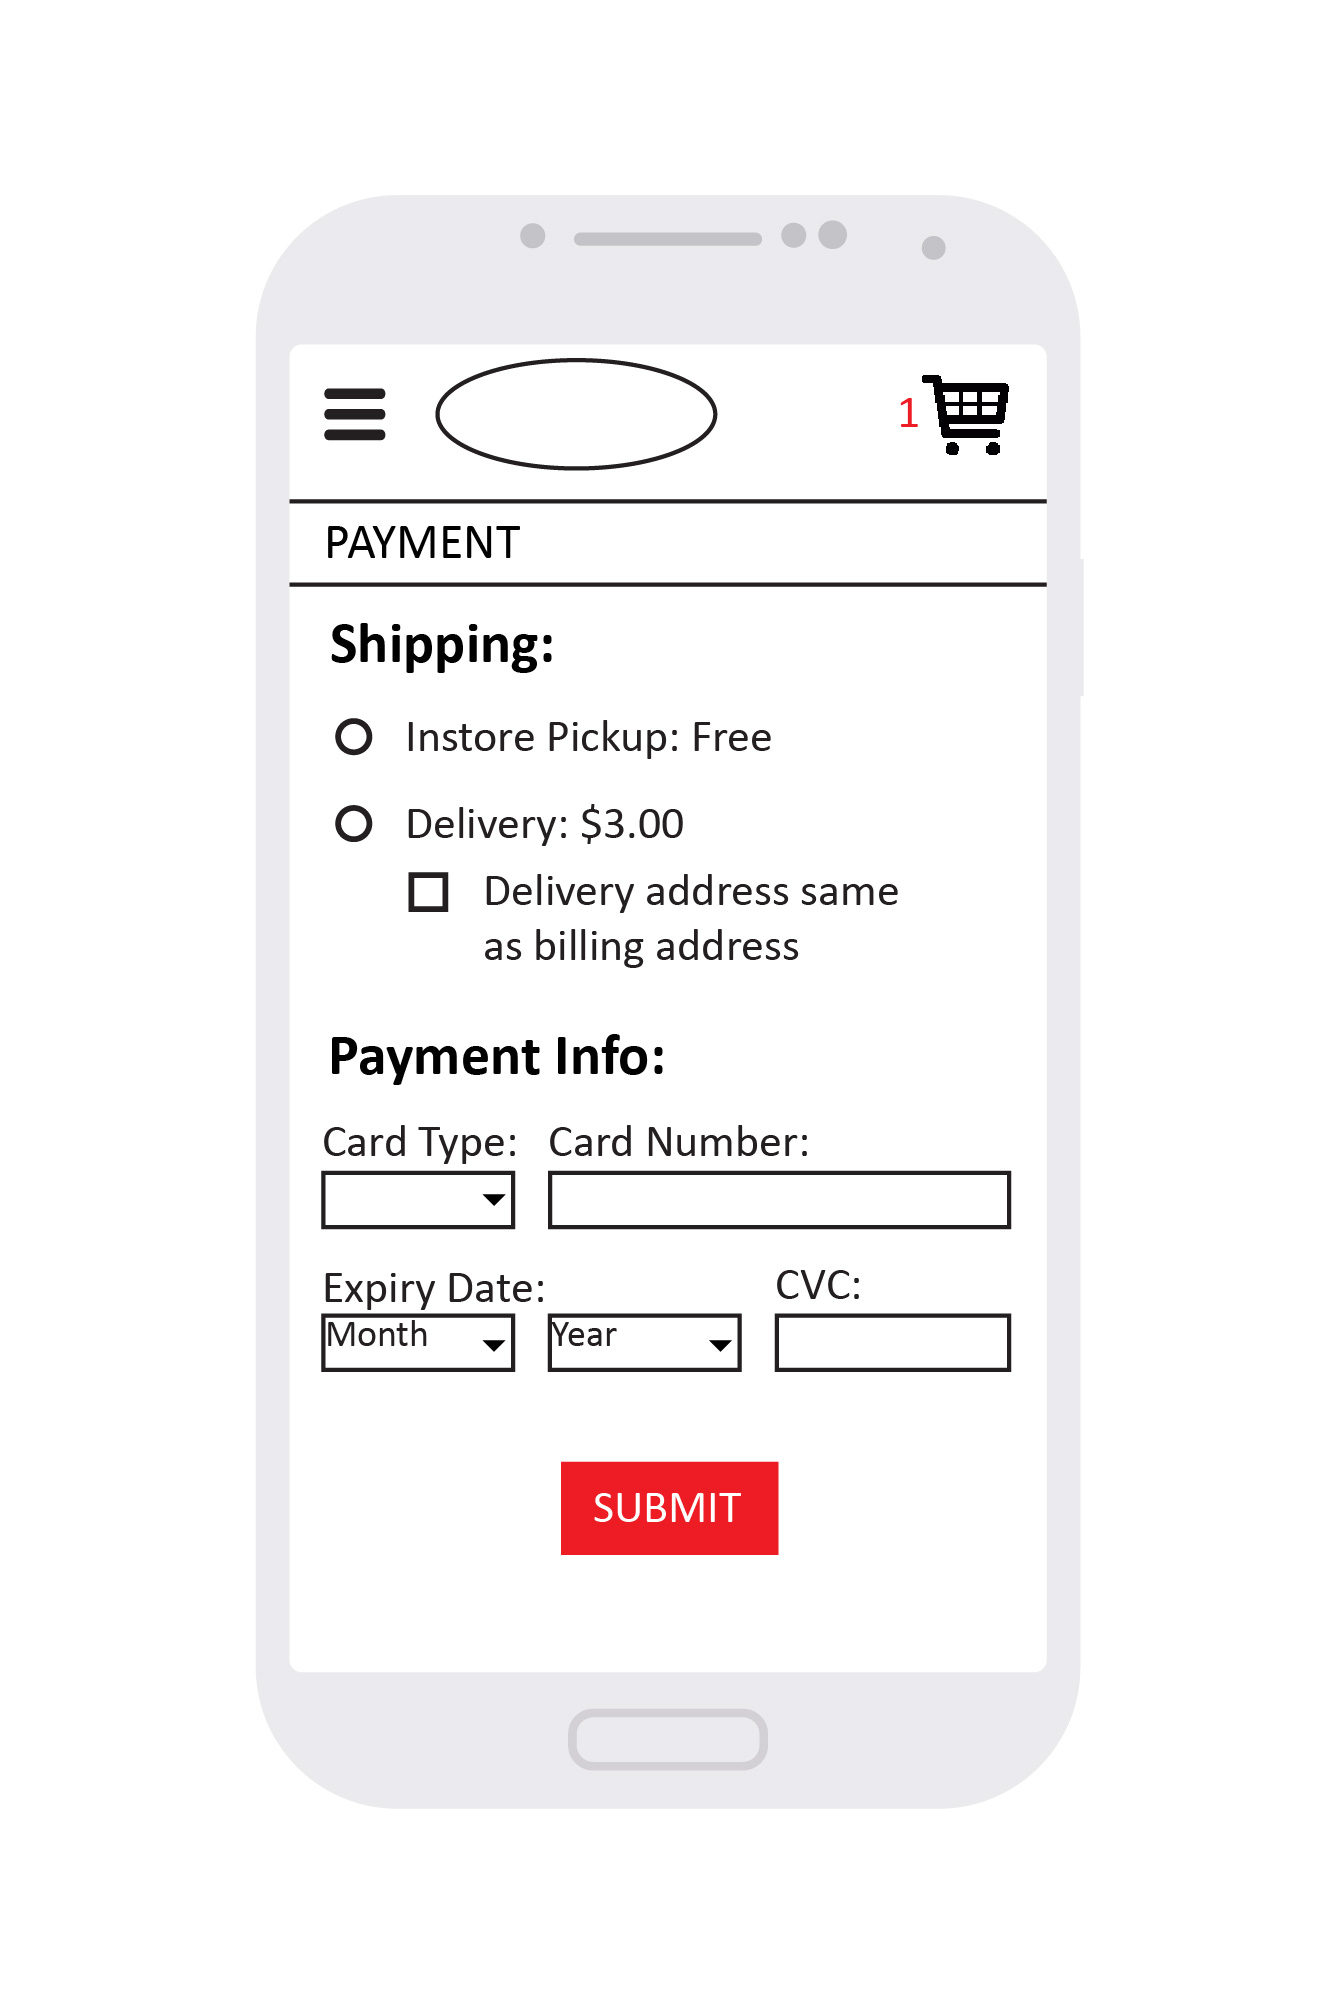 1
PAYMENT
Shipping:
Instore Pickup: Free
Delivery: $3.00
Delivery address same
as billing address
Payment Info:
Card Type: Card Number:
Expiry Date: CVC:
Month Year
SUBMIT